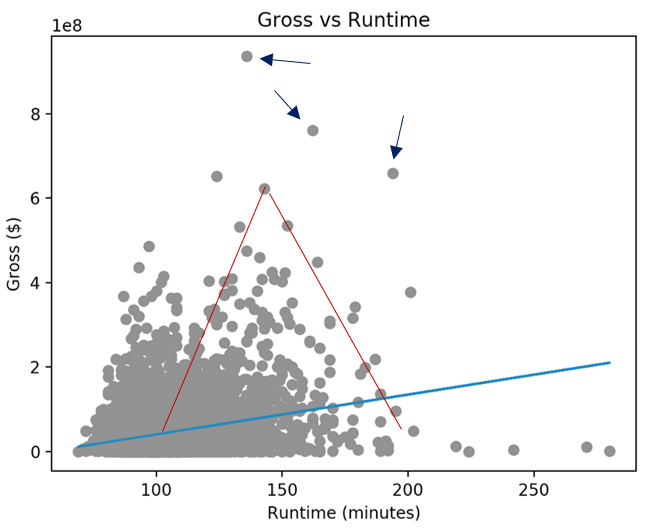 Gross vs Runtime
1e8
8
6
4
2
0
Gross ($)
100 150 200 250
Runtime (minutes)